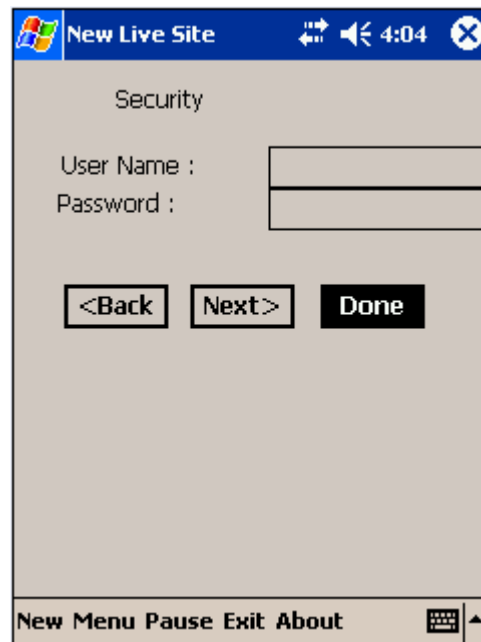 New Live Site 4:04
Security
User Name :
Password :
<Back Next> Done
New Menu Pause Exit About